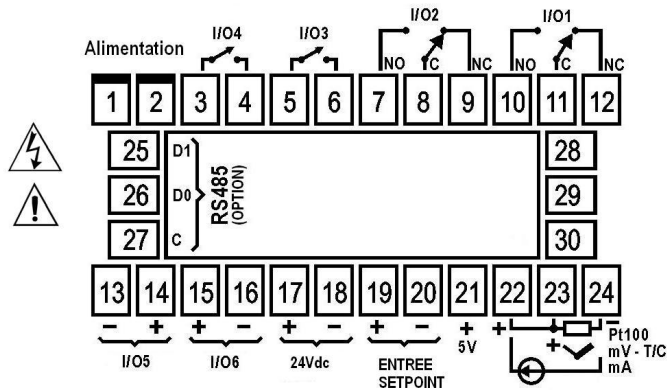 I/O2 I/O1
I/O4 I/O3
Alimentation
NO C NC NO C NC
1 2 3 4 5 6 7 8 9 10 11 12
25 D1 28
26 D0 RS485 29
(OPTION)
27 C 30
13 14 15 16 17 18 19 20 21 22 23 24
− + + − + − + − + + −
I/O5 I/O6 24Vdc ENTREE 5V + Pt100
SETPOINT mV - T/C
mA